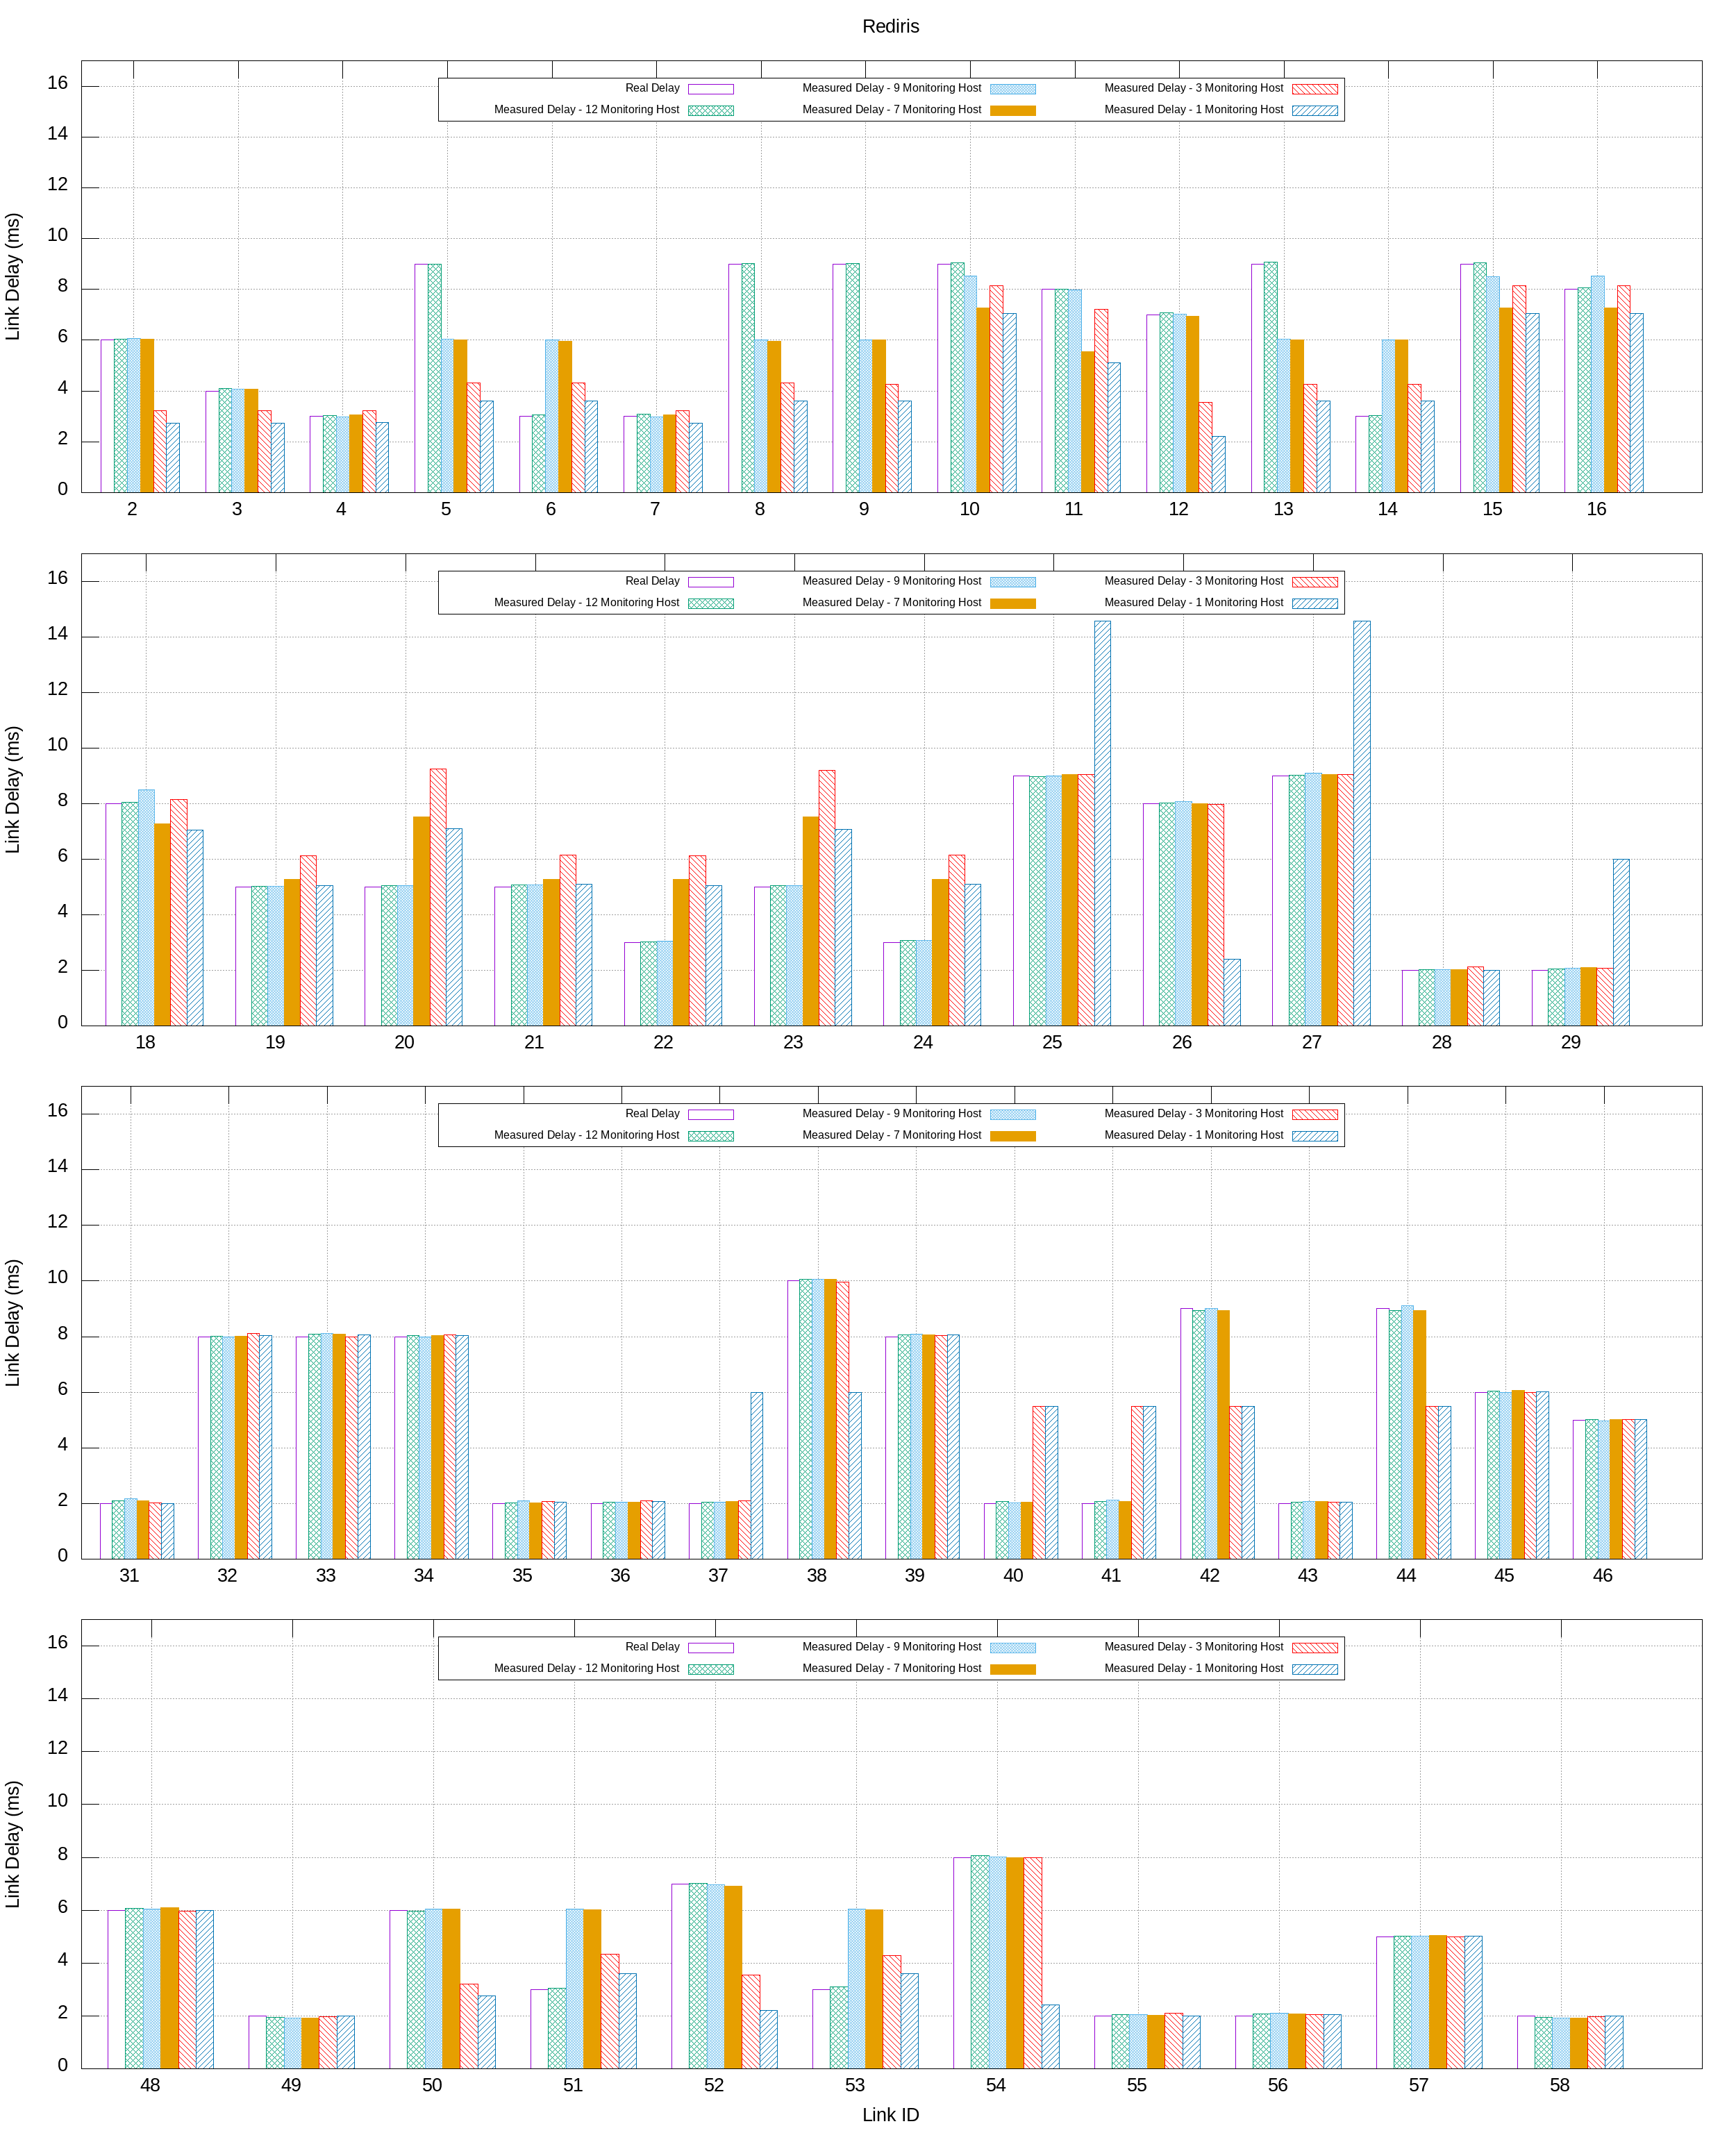 Rediris
Link Delay (ms)
16
14
12
10
8
6
4
2
0
Real Delay
Measured Delay - 12 Monitoring Host
Measured Delay - 9 Monitoring Host
Measured Delay - 7 Monitoring Host
Measured Delay - 3 Monitoring Host
Measured Delay - 1 Monitoring Host
2 3 4 5 6 7 8 9 10 11 12 13 14 15 16
Link Delay (ms)
16
14
12
10
8
6
4
2
0
Real Delay
Measured Delay - 12 Monitoring Host
Measured Delay - 9 Monitoring Host
Measured Delay - 7 Monitoring Host
Measured Delay - 3 Monitoring Host
Measured Delay - 1 Monitoring Host
18 19 20 21 22 23 24 25 26 27 28 29
Link Delay (ms)
16
14
12
10
8
6
4
2
0
Real Delay
Measured Delay - 12 Monitoring Host
Measured Delay - 9 Monitoring Host
Measured Delay - 7 Monitoring Host
Measured Delay - 3 Monitoring Host
Measured Delay - 1 Monitoring Host
31 32 33 34 35 36 37 38 39 40 41 42 43 44 45 46
Link Delay (ms)
16
14
12
10
8
6
4
2
0
Real Delay
Measured Delay - 12 Monitoring Host
Measured Delay - 9 Monitoring Host
Measured Delay - 7 Monitoring Host
Measured Delay - 3 Monitoring Host
Measured Delay - 1 Monitoring Host
48 49 50 51 52 53 54 55 56 57 58
Link ID